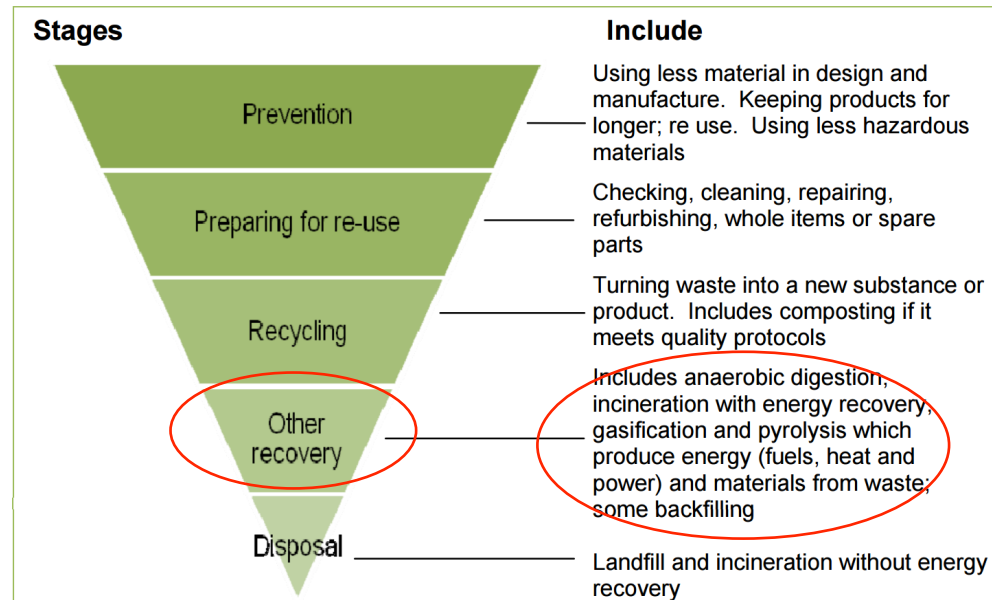 Stages
Include
Prevention
Using less material in design and
manufacture.  Keeping products for
longer; re use.  Using less hazardous
materials
Preparing for re-use
Checking, cleaning, repairing,
refurbishing, whole items or spare
parts
Recycling
Turning waste into a new substance or
product.  Includes composting if it
meets quality protocols
Other
recovery
Includes anaerobic digestion,
incineration with energy recovery,
gasification and pyrolysis which
produce energy (fuels, heat and
power) and materials from waste;
some backfilling
Disposal
Landfill and incineration without energy
recovery